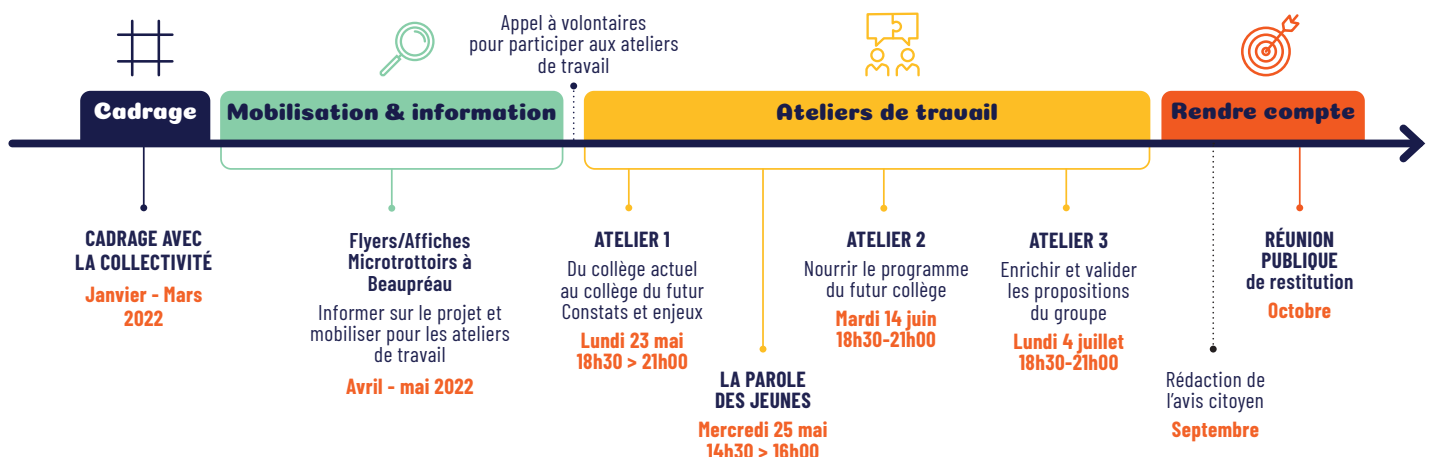 Appel à volontaires
pour participer aux ateliers
de travail
Cadrage
Mobilisation & information
Ateliers de travail
Rendre compte
CADRAGE AVEC
LA COLLECTIVITÉ
Janvier - Mars
2022
Flyers/Affiches
Microtrottoirs à
Beaupréau
Informer sur le projet et
mobiliser pour les ateliers
de travail
Avril - mai 2022
ATELIER 1
Du collège actuel
au collège du futur
Constats et enjeux
Lundi 23 mai
18h30 > 21h00
LA PAROLE
DES JEUNES
Mercredi 25 mai
14h30 > 16h00
ATELIER 2
Nourrir le programme
du futur collège
Mardi 14 juin
18h30-21h00
ATELIER 3
Enrichir et valider
les propositions
du groupe
Lundi 4 juillet
18h30-21h00
Rédaction de
l'avis citoyen
Septembre
RÉUNION
PUBLIQUE
de restitution
Octobre